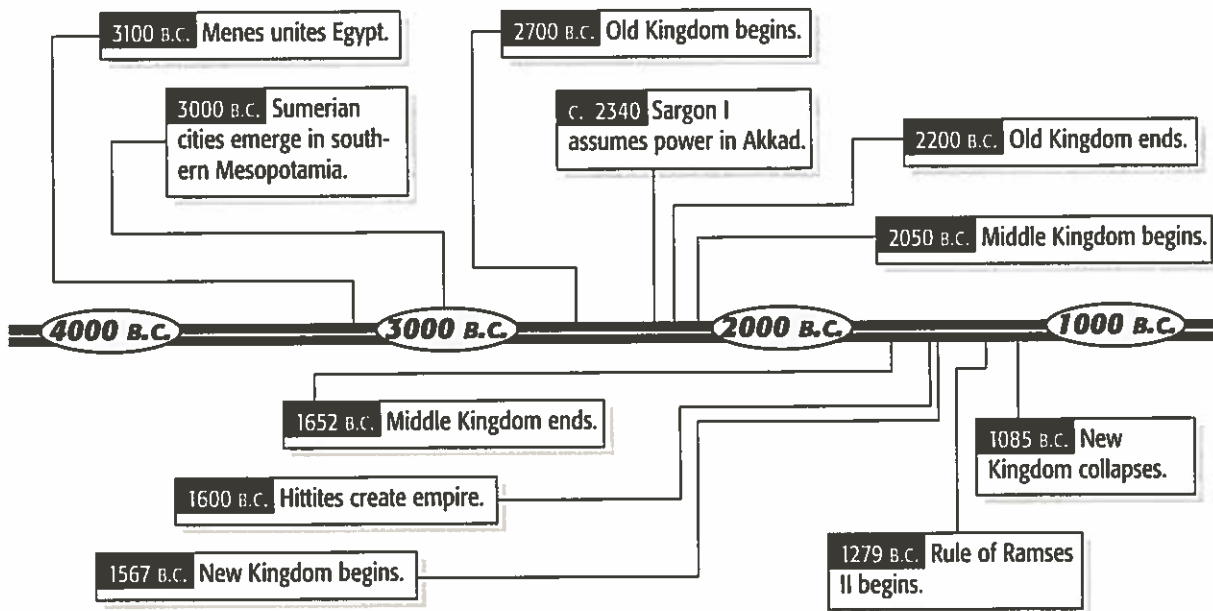 3100 B.C. Menes unites Egypt.
2700 B.C. Old Kingdom begins.
3000 B.C. Sumerian
cities emerge in south-
ern Mesopotamia.
c. 2340 Sargon I
assumes power in Akkad.
2200 B.C. Old Kingdom ends.
2050 B.C. Middle Kingdom begins.
4000 B.C.
3000 B.C.
2000 B.C.
1000 B.C.
1652 B.C. Middle Kingdom ends.
1085 B.C. New
Kingdom collapses.
1600 B.C. Hittites create empire.
1567 B.C. New Kingdom begins.
1279 B.C. Rule of Ramses
II begins.